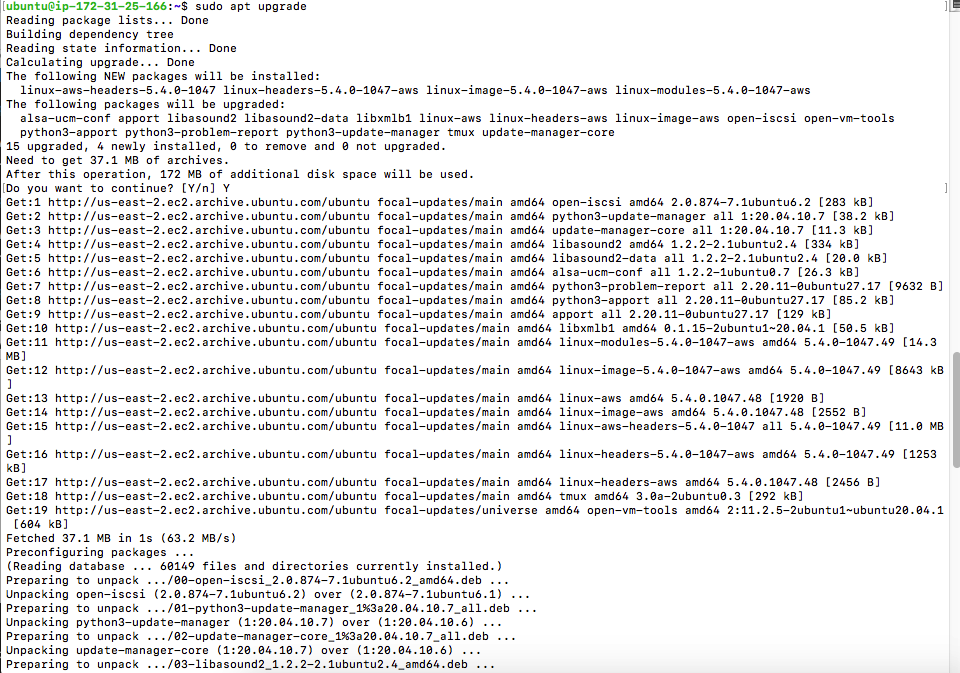 [ubuntu@ip-172-31-25-166:~$ sudo apt upgrade ]
Reading package lists... Done
Building dependency tree
Reading state information... Done
Calculating upgrade... Done
The following NEW packages will be installed:
  linux-aws-headers-5.4.0-1047 linux-headers-5.4.0-1047-aws linux-image-5.4.0-1047-aws linux-modules-5.4.0-1047-aws
The following packages will be upgraded:
  alsa-ucm-conf apport libasound2 libasound2-data libxmlb1 linux-aws linux-headers-aws linux-image-aws open-iscsi open-vm-tools
  python3-apport python3-problem-report python3-update-manager tmux update-manager-core
15 upgraded, 4 newly installed, 0 to remove and 0 not upgraded.
Need to get 37.1 MB of archives.
After this operation, 172 MB of additional disk space will be used.
[Do you want to continue? [Y/n] Y ]
Get:1 http://us-east-2.ec2.archive.ubuntu.com/ubuntu focal-updates/main amd64 open-iscsi amd64 2.0.874-7.1ubuntu6.2 [283 kB]
Get:2 http://us-east-2.ec2.archive.ubuntu.com/ubuntu focal-updates/main amd64 python3-update-manager all 1:20.04.10.7 [38.2 kB]
Get:3 http://us-east-2.ec2.archive.ubuntu.com/ubuntu focal-updates/main amd64 update-manager-core all 1:20.04.10.7 [11.3 kB]
Get:4 http://us-east-2.ec2.archive.ubuntu.com/ubuntu focal-updates/main amd64 libasound2 amd64 1.2.2-2.1ubuntu2.4 [334 kB]
Get:5 http://us-east-2.ec2.archive.ubuntu.com/ubuntu focal-updates/main amd64 libasound2-data all 1.2.2-2.1ubuntu2.4 [20.0 kB]
Get:6 http://us-east-2.ec2.archive.ubuntu.com/ubuntu focal-updates/main amd64 alsa-ucm-conf all 1.2.2-1ubuntu0.7 [26.3 kB]
Get:7 http://us-east-2.ec2.archive.ubuntu.com/ubuntu focal-updates/main amd64 python3-problem-report all 2.20.11-0ubuntu27.17 [9632 B]
Get:8 http://us-east-2.ec2.archive.ubuntu.com/ubuntu focal-updates/main amd64 python3-apport all 2.20.11-0ubuntu27.17 [85.2 kB]
Get:9 http://us-east-2.ec2.archive.ubuntu.com/ubuntu focal-updates/main amd64 apport all 2.20.11-0ubuntu27.17 [129 kB]
Get:10 http://us-east-2.ec2.archive.ubuntu.com/ubuntu focal-updates/main amd64 libxmlb1 amd64 0.1.15-2ubuntu1~20.04.1 [50.5 kB]
Get:11 http://us-east-2.ec2.archive.ubuntu.com/ubuntu focal-updates/main amd64 linux-modules-5.4.0-1047-aws amd64 5.4.0-1047.49 [14.3
MB]
Get:12 http://us-east-2.ec2.archive.ubuntu.com/ubuntu focal-updates/main amd64 linux-image-5.4.0-1047-aws amd64 5.4.0-1047.49 [8643 kB
]
Get:13 http://us-east-2.ec2.archive.ubuntu.com/ubuntu focal-updates/main amd64 linux-aws amd64 5.4.0.1047.48 [1920 B]
Get:14 http://us-east-2.ec2.archive.ubuntu.com/ubuntu focal-updates/main amd64 linux-image-aws amd64 5.4.0.1047.48 [2552 B]
Get:15 http://us-east-2.ec2.archive.ubuntu.com/ubuntu focal-updates/main amd64 linux-aws-headers-5.4.0-1047 all 5.4.0-1047.49 [11.0 MB
]
Get:16 http://us-east-2.ec2.archive.ubuntu.com/ubuntu focal-updates/main amd64 linux-headers-5.4.0-1047-aws amd64 5.4.0-1047.49 [1253
kB]
Get:17 http://us-east-2.ec2.archive.ubuntu.com/ubuntu focal-updates/main amd64 linux-headers-aws amd64 5.4.0.1047.48 [2456 B]
Get:18 http://us-east-2.ec2.archive.ubuntu.com/ubuntu focal-updates/main amd64 tmux amd64 3.0a-2ubuntu0.3 [292 kB]
Get:19 http://us-east-2.ec2.archive.ubuntu.com/ubuntu focal-updates/universe amd64 open-vm-tools amd64 2:11.2.5-2ubuntu1~ubuntu20.04.1
 [604 kB]
Fetched 37.1 MB in 1s (63.2 MB/s)
Preconfiguring packages ...
(Reading database ... 60149 files and directories currently installed.)
Preparing to unpack .../00-open-iscsi_2.0.874-7.1ubuntu6.2_amd64.deb ...
Unpacking open-iscsi (2.0.874-7.1ubuntu6.2) over (2.0.874-7.1ubuntu6.1) ...
Preparing to unpack .../01-python3-update-manager_1%3a20.04.10.7_all.deb ...
Unpacking python3-update-manager (1:20.04.10.7) over (1:20.04.10.6) ...
Preparing to unpack .../02-update-manager-core_1%3a20.04.10.7_all.deb ...
Unpacking update-manager-core (1:20.04.10.7) over (1:20.04.10.6) ...
Preparing to unpack .../03-libasound2_1.2.2-2.1ubuntu2.4_amd64.deb ...